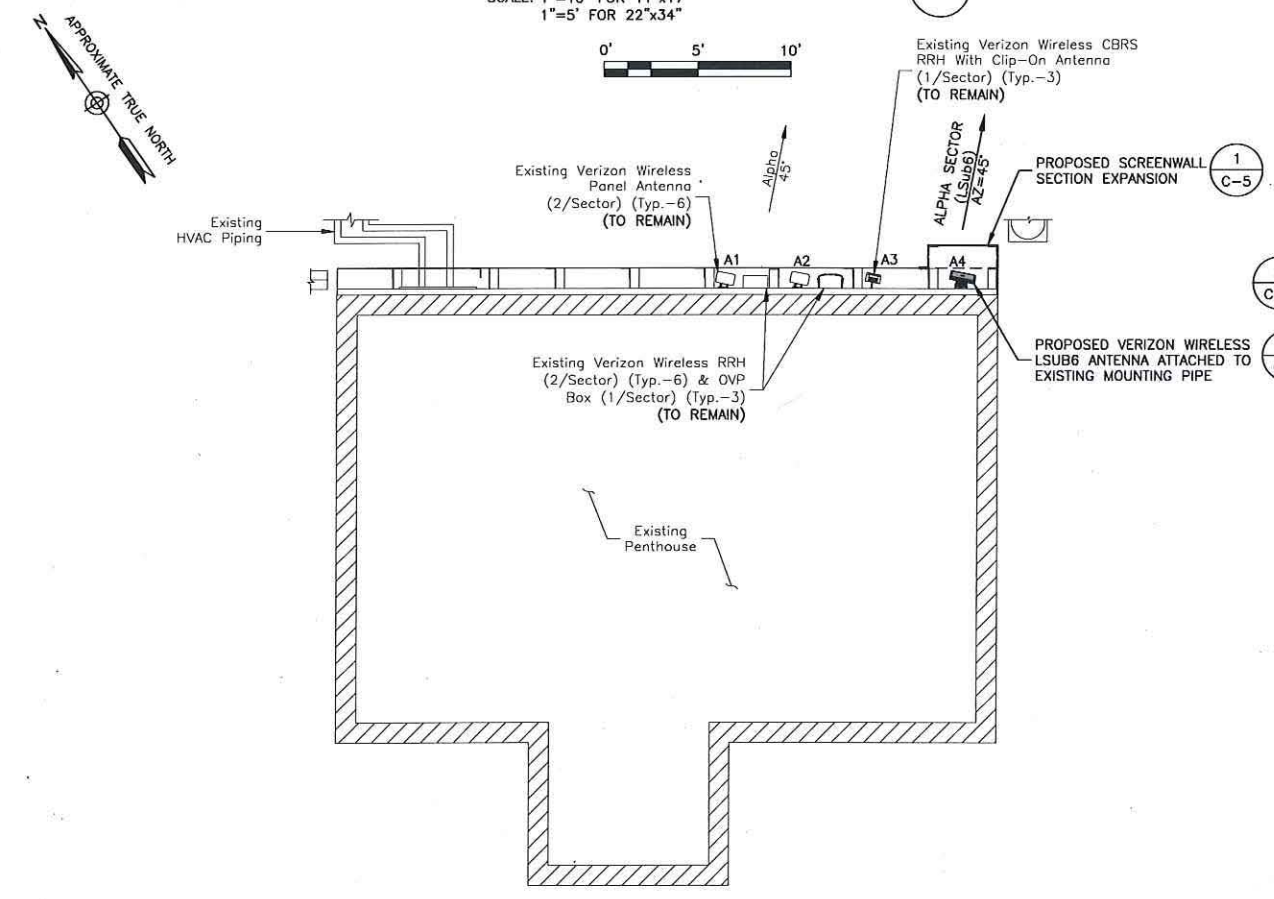 1"=5' FOR 22"x34"
0' 5' 10'
N
APPROXIMATE TRUE NORTH
Existing Verizon Wireless CBRS
RRH With Clip-On Antenna
(1/Sector) (Typ.-3)
(TO REMAIN)
Existing Verizon Wireless
Panel Antenna
(2/Sector) (Typ.-6)
(TO REMAIN)
Alpha
45°
ALPHA SECTOR
(LSub6)
AZ=45°
PROPOSED SCREENWALL
SECTION EXPANSION
1
C-5
Existing
HVAC Piping
A1
A2
A3
A4
PROPOSED VERIZON WIRELESS
LSUB6 ANTENNA ATTACHED TO
EXISTING MOUNTING PIPE
Existing Verizon Wireless RRH
(2/Sector) (Typ.-6) & OVP
Box (1/Sector) (Typ.-3)
(TO REMAIN)
Existing
Penthouse